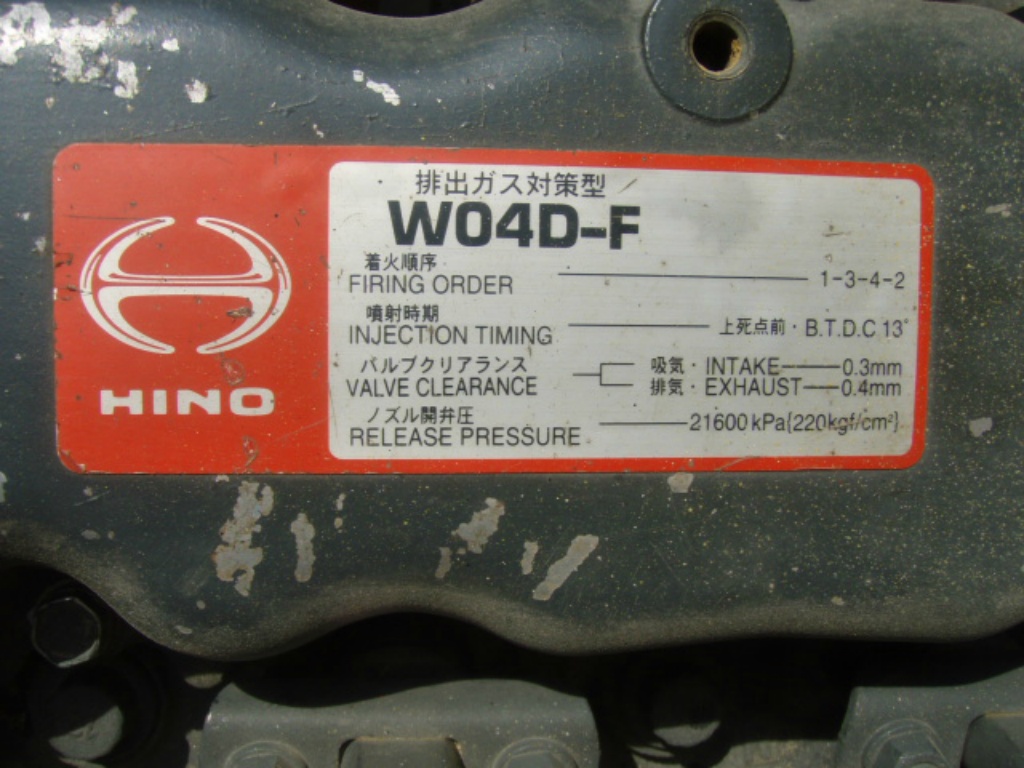 HINO
排出ガス対策型
W04D-F
着火順序
FIRING ORDER 1-3-4-2
噴射時期
INJECTION TIMING 上死点前・B.T.D.C 13°
バルブクリアランス
VALVE CLEARANCE
吸気・INTAKE 0.3mm
排気・EXHAUST 0.4mm
ノズル開弁圧
RELEASE PRESSURE 21600 kPa{220kgf/cm²}